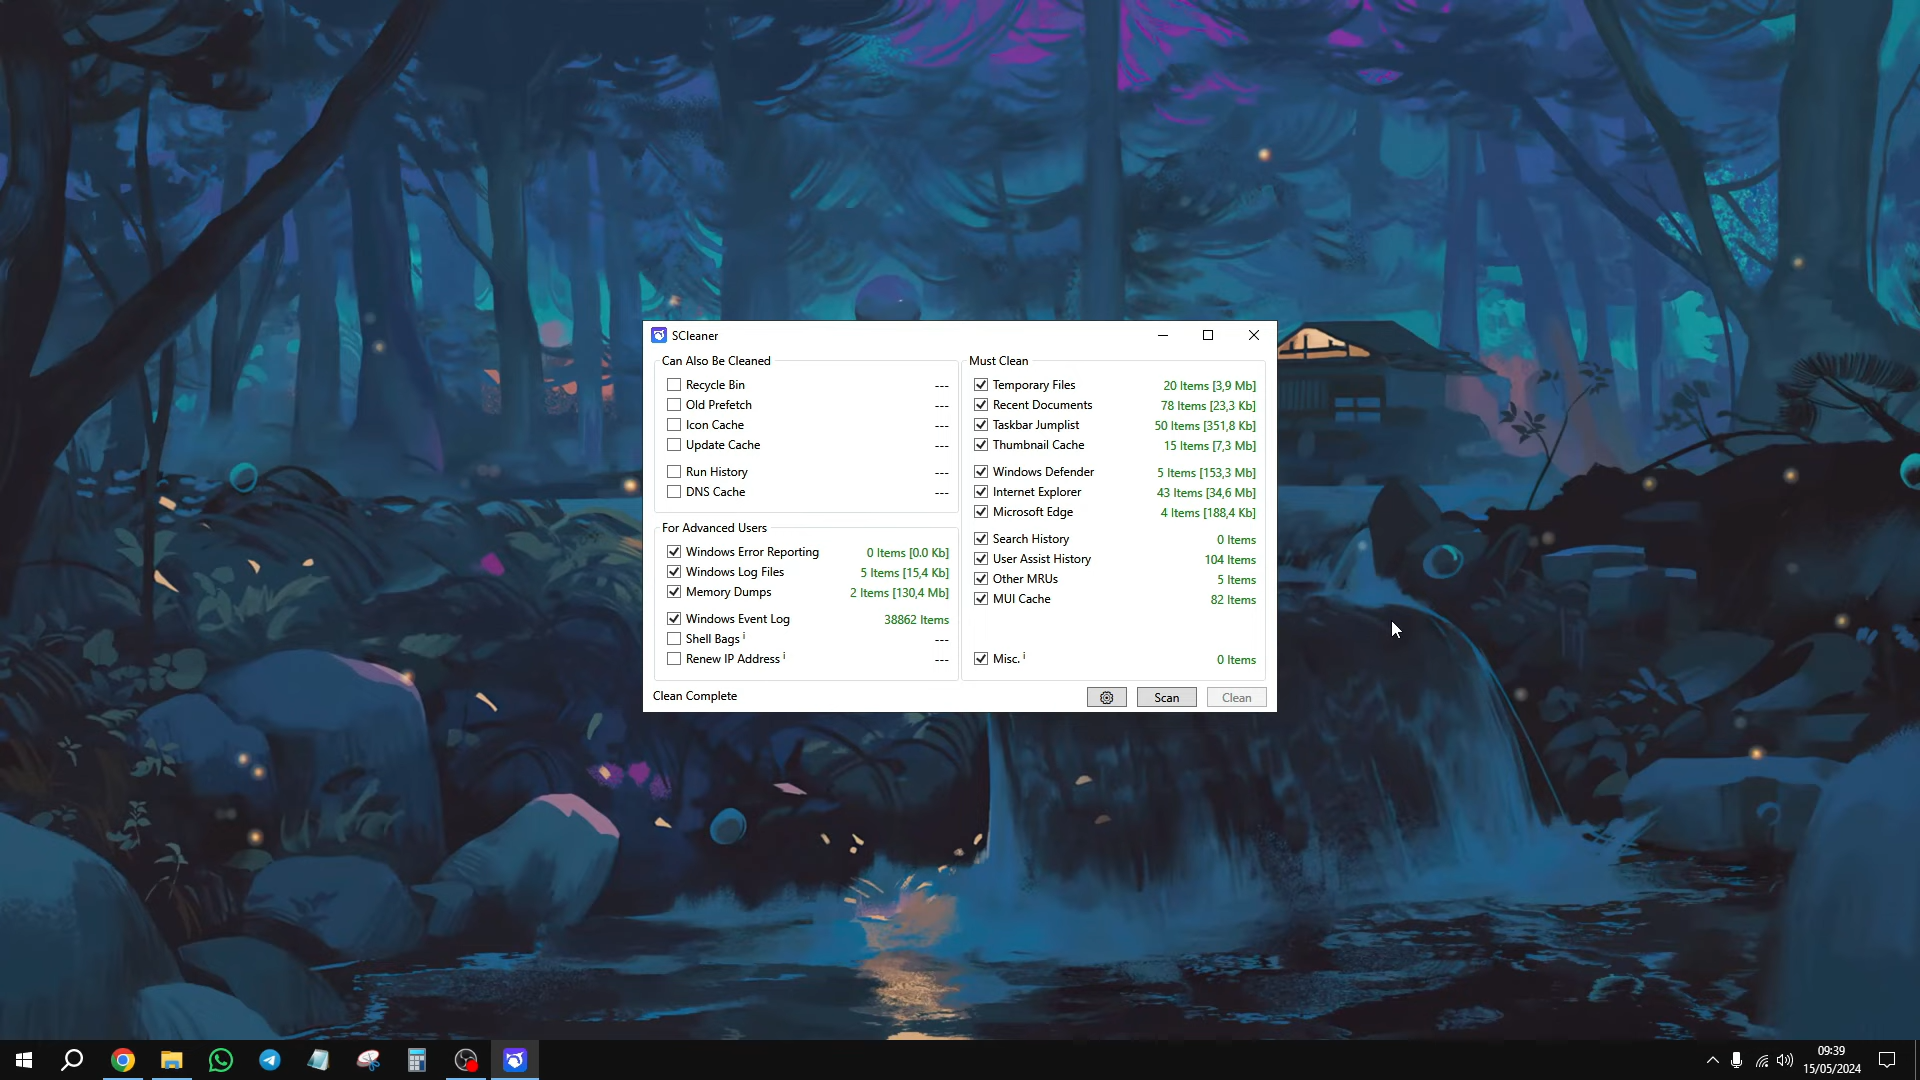 SCleaner
Can Also Be Cleaned
Recycle Bin ---
Old Prefetch ---
Icon Cache ---
Update Cache ---
Run History ---
DNS Cache ---
For Advanced Users
Windows Error Reporting 0 Items [0.0 Kb]
Windows Log Files 5 Items [15,4 Kb]
Memory Dumps 2 Items [130,4 Mb]
Windows Event Log 38862 Items
Shell Bags i ---
Renew IP Address i ---
Must Clean
Temporary Files 20 Items [3,9 Mb]
Recent Documents 78 Items [23,3 Kb]
Taskbar Jumplist 50 Items [351,8 Kb]
Thumbnail Cache 15 Items [7,3 Mb]
Windows Defender 5 Items [153,3 Mb]
Internet Explorer 43 Items [34,6 Mb]
Microsoft Edge 4 Items [188,4 Kb]
Search History 0 Items
User Assist History 104 Items
Other MRUs 5 Items
MUI Cache 82 Items
Misc. i 0 Items
Clean Complete
Scan
Clean
09:39
15/05/2024